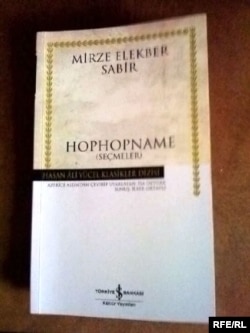 MİRZE ELEKBER
SABİR
HOPHOPNAME
(SEÇMELER)
HASAN ÂLİ YÜCEL KLASİKLER DİZİSİ
TÜRKİYE İŞ BANKASI
Kültür Yayınları
RFE/RL